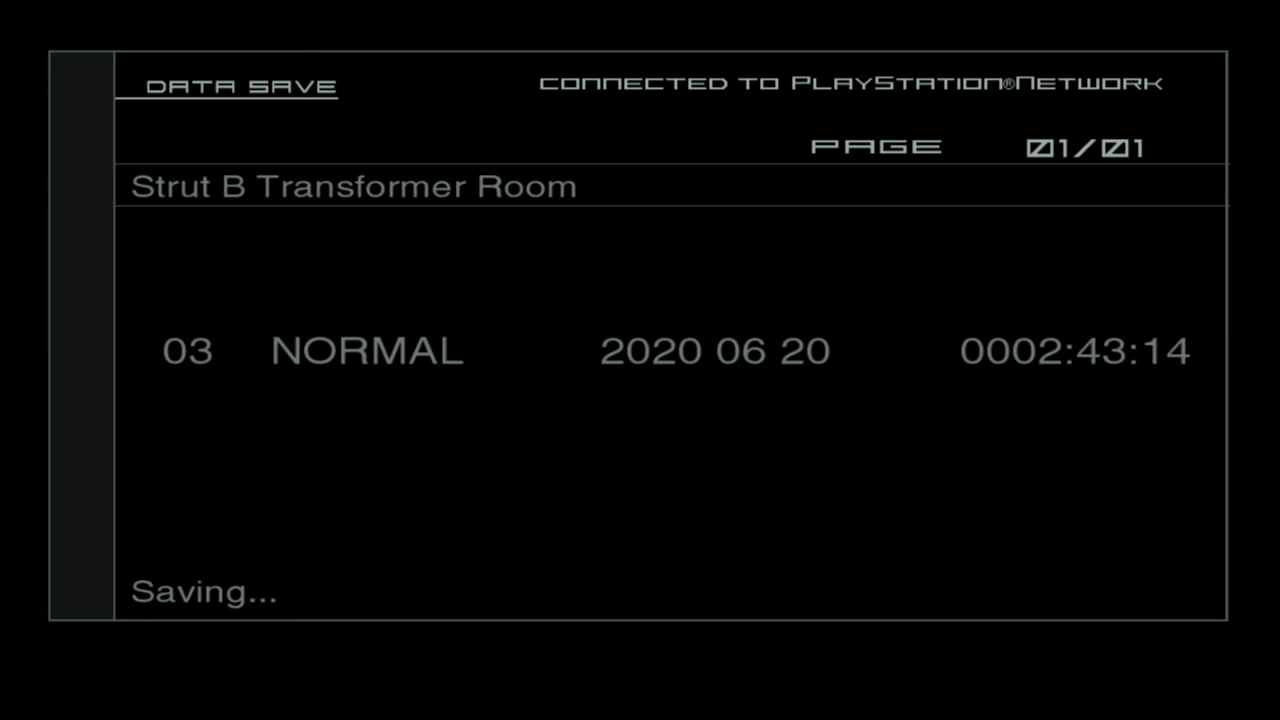 DATA SAVE
CONNECTED TO PLAYSTATION®NETWORK
PAGE 01/01
Strut B Transformer Room
03 NORMAL 2020 06 20 0002:43:14
Saving...